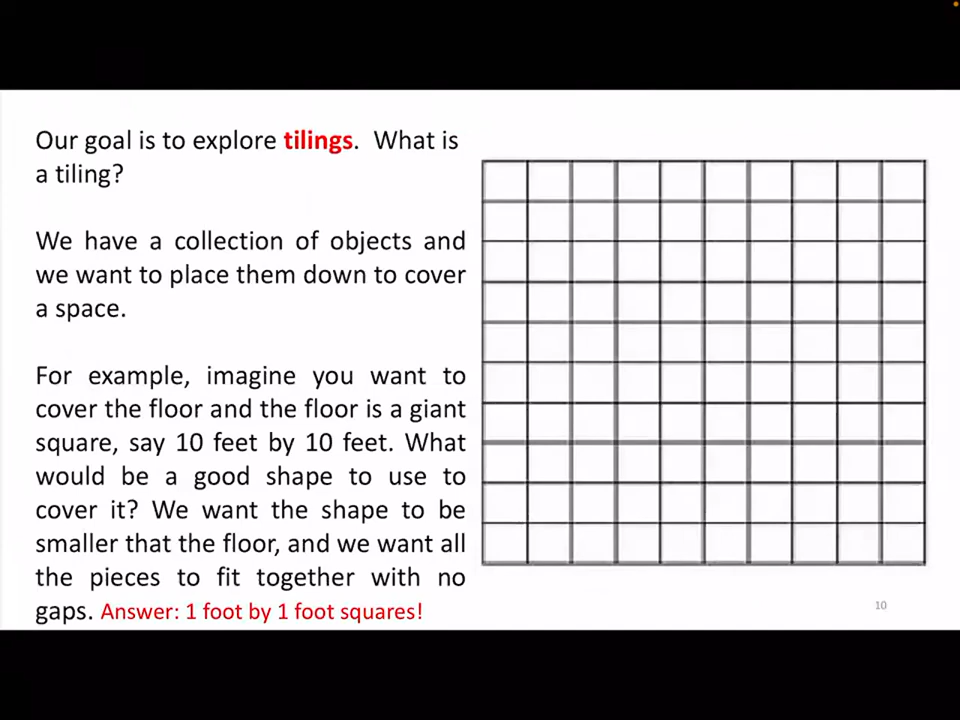 Our goal is to explore tilings. What is
a tiling?
We have a collection of objects and
we want to place them down to cover
a space.
For example, imagine you want to
cover the floor and the floor is a giant
square, say 10 feet by 10 feet. What
would be a good shape to use to
cover it? We want the shape to be
smaller that the floor, and we want all
the pieces to fit together with no
gaps. Answer: 1 foot by 1 foot squares!
10